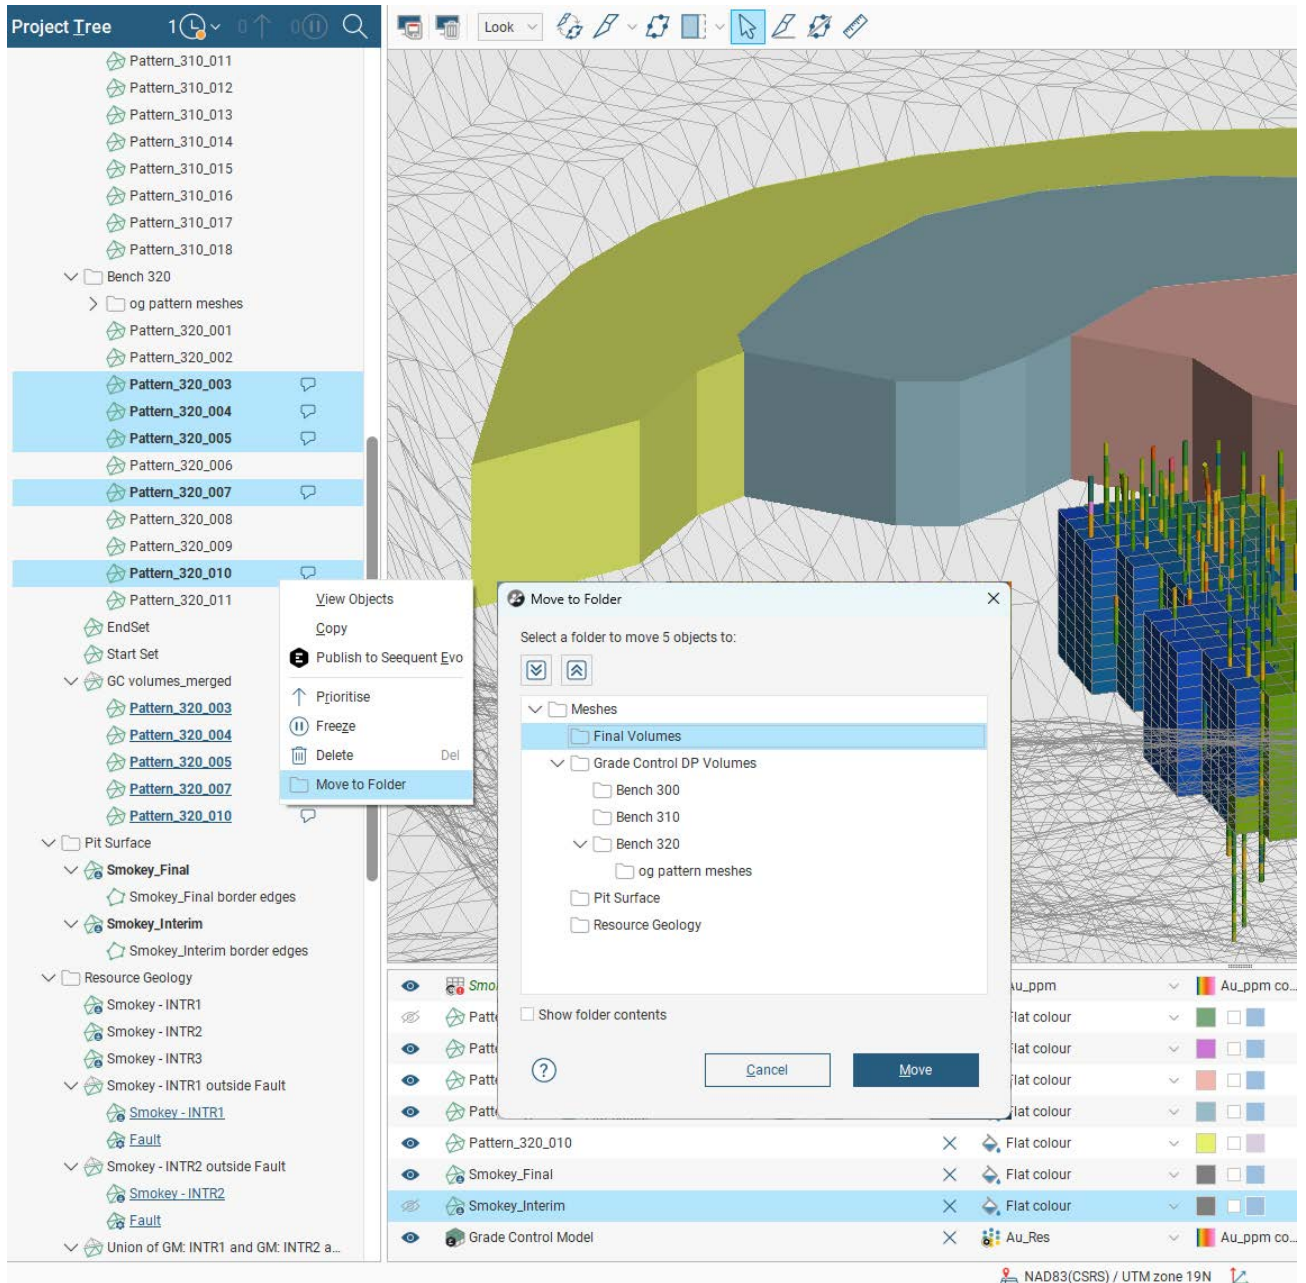 Project Tree
1
0
0
Look
Pattern_310_011
Pattern_310_012
Pattern_310_013
Pattern_310_014
Pattern_310_015
Pattern_310_016
Pattern_310_017
Pattern_310_018
Bench 320
og pattern meshes
Pattern_320_001
Pattern_320_002
Pattern_320_003
Pattern_320_004
Pattern_320_005
Pattern_320_006
Pattern_320_007
Pattern_320_008
Pattern_320_009
Pattern_320_010
Pattern_320_011
EndSet
Start Set
GC volumes_merged
Pattern_320_003
Pattern_320_004
Pattern_320_005
Pattern_320_007
Pattern_320_010
Pit Surface
Smokey_Final
Smokey_Final border edges
Smokey_Interim
Smokey_Interim border edges
Resource Geology
Smokey - INTR1
Smokey - INTR2
Smokey - INTR3
Smokey - INTR1 outside Fault
Smokey - INTR1
Fault
Smokey - INTR2 outside Fault
Smokey - INTR2
Fault
Union of GM: INTR1 and GM: INTR2 a...
View Objects
Copy
Publish to Seequent Evo
Prioritise
Freeze
Delete Del
Move to Folder
Move to Folder
Select a folder to move 5 objects to:
Meshes
Final Volumes
Grade Control DP Volumes
Bench 300
Bench 310
Bench 320
og pattern meshes
Pit Surface
Resource Geology
Show folder contents
Cancel
Move
Smo
Au_ppm
Au_ppm co...
Patt
Flat colour
Patt
Flat colour
Patt
Flat colour
Patt
Flat colour
Pattern_320_010
Flat colour
Smokey_Final
Flat colour
Smokey_Interim
Flat colour
Grade Control Model
Au_Res
Au_ppm co...
NAD83(CSRS) / UTM zone 19N